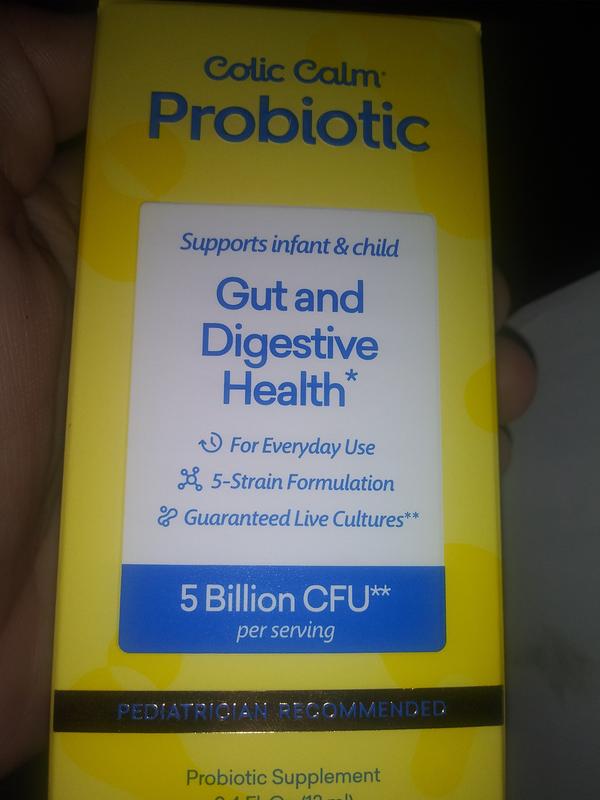 Colic Calm®
Probiotic
Supports infant & child
Gut and
Digestive
Health*
For Everyday Use
5-Strain Formulation
Guaranteed Live Cultures**
5 Billion CFU**
per serving
PEDIATRICIAN RECOMMENDED
Probiotic Supplement